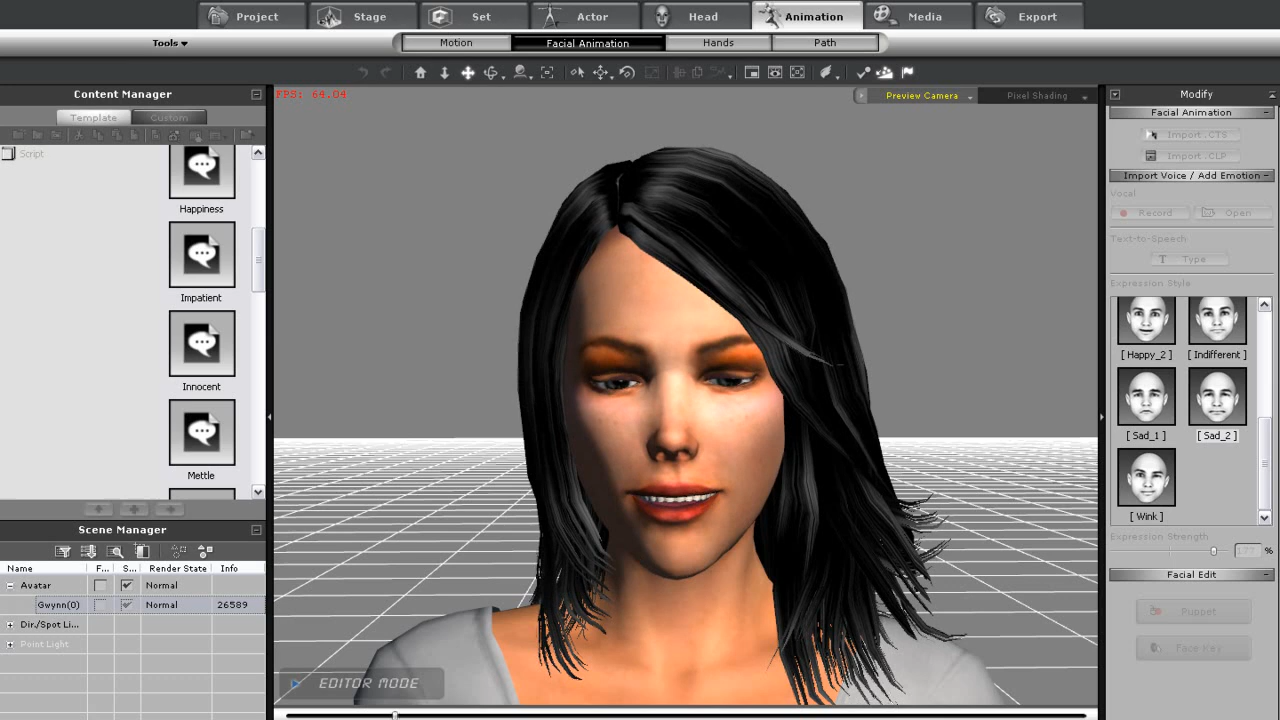 Project Stage Set Actor Head Animation Media Export
Tools Motion Facial Animation Hands Path
Content Manager
Template Custom
Script
Happiness
Impatient
Innocent
Mettle
Scene Manager
Name F... S... Render State Info
Avatar Normal
Gwynn(0) Normal 26589
Dir./Spot Li...
Point Light
FPS: 64.04
Preview Camera Pixel Shading
EDITOR MODE
Modify
Facial Animation
Import .CTS
Import .CLP
Import Voice / Add Emotion
Vocal
Record Open
Text-to-Speech
T Type
Expression Style
[ Happy_2 ] [ Indifferent ]
[ Sad_1 ] [ Sad_2 ]
[ Wink ]
Expression Strength
177 %
Facial Edit
Puppet
Face Key